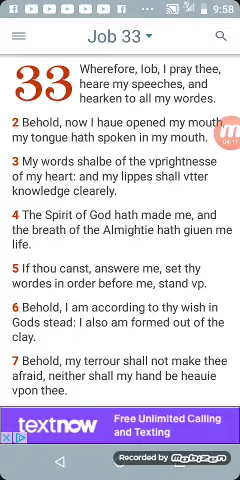 9:58
Job 33
33 Wherefore, Iob, I pray thee,
heare my speeches, and
hearken to all my wordes.
2 Behold, now I haue opened my mouth,
my tongue hath spoken in my mouth.
04:11
3 My words shalbe of the vprightnesse
of my heart: and my lippes shall vtter
knowledge clearely.
4 The Spirit of God hath made me, and
the breath of the Almightie hath giuen me
life.
5 If thou canst, answere me, set thy
wordes in order before me, stand vp.
6 Behold, I am according to thy wish in
Gods stead: I also am formed out of the
clay.
7 Behold, my terrour shall not make thee
afraid, neither shall my hand be heauie
vpon thee.
textnow
Free Unlimited Calling
and Texting
RECORDED BY
mobizen